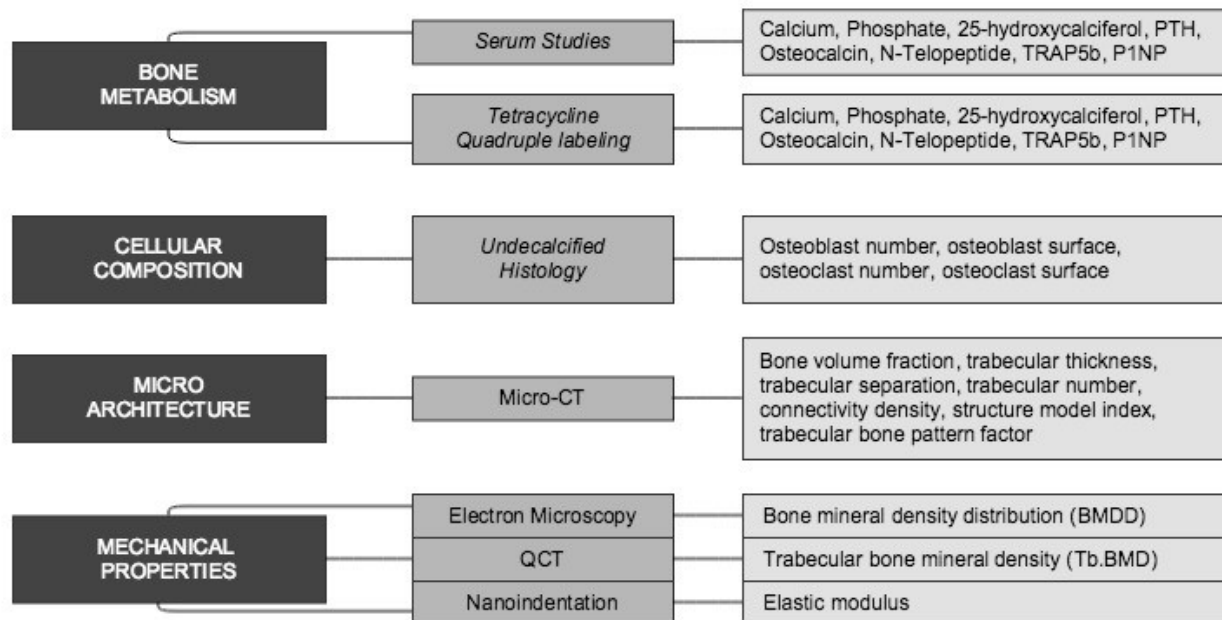 BONE
METABOLISM
Serum Studies
Calcium, Phosphate, 25-hydroxycalciferol, PTH,
Osteocalcin, N-Telopeptide, TRAP5b, P1NP
Tetracycline
Quadruple labeling
Calcium, Phosphate, 25-hydroxycalciferol, PTH,
Osteocalcin, N-Telopeptide, TRAP5b, P1NP
CELLULAR
COMPOSITION
Undecalcified
Histology
Osteoblast number, osteoblast surface,
osteoclast number, osteoclast surface
MICRO
ARCHITECTURE
Micro-CT
Bone volume fraction, trabecular thickness,
trabecular separation, trabecular number,
connectivity density, structure model index,
trabecular bone pattern factor
MECHANICAL
PROPERTIES
Electron Microscopy
Bone mineral density distribution (BMDD)
QCT
Trabecular bone mineral density (Tb.BMD)
Nanoindentation
Elastic modulus